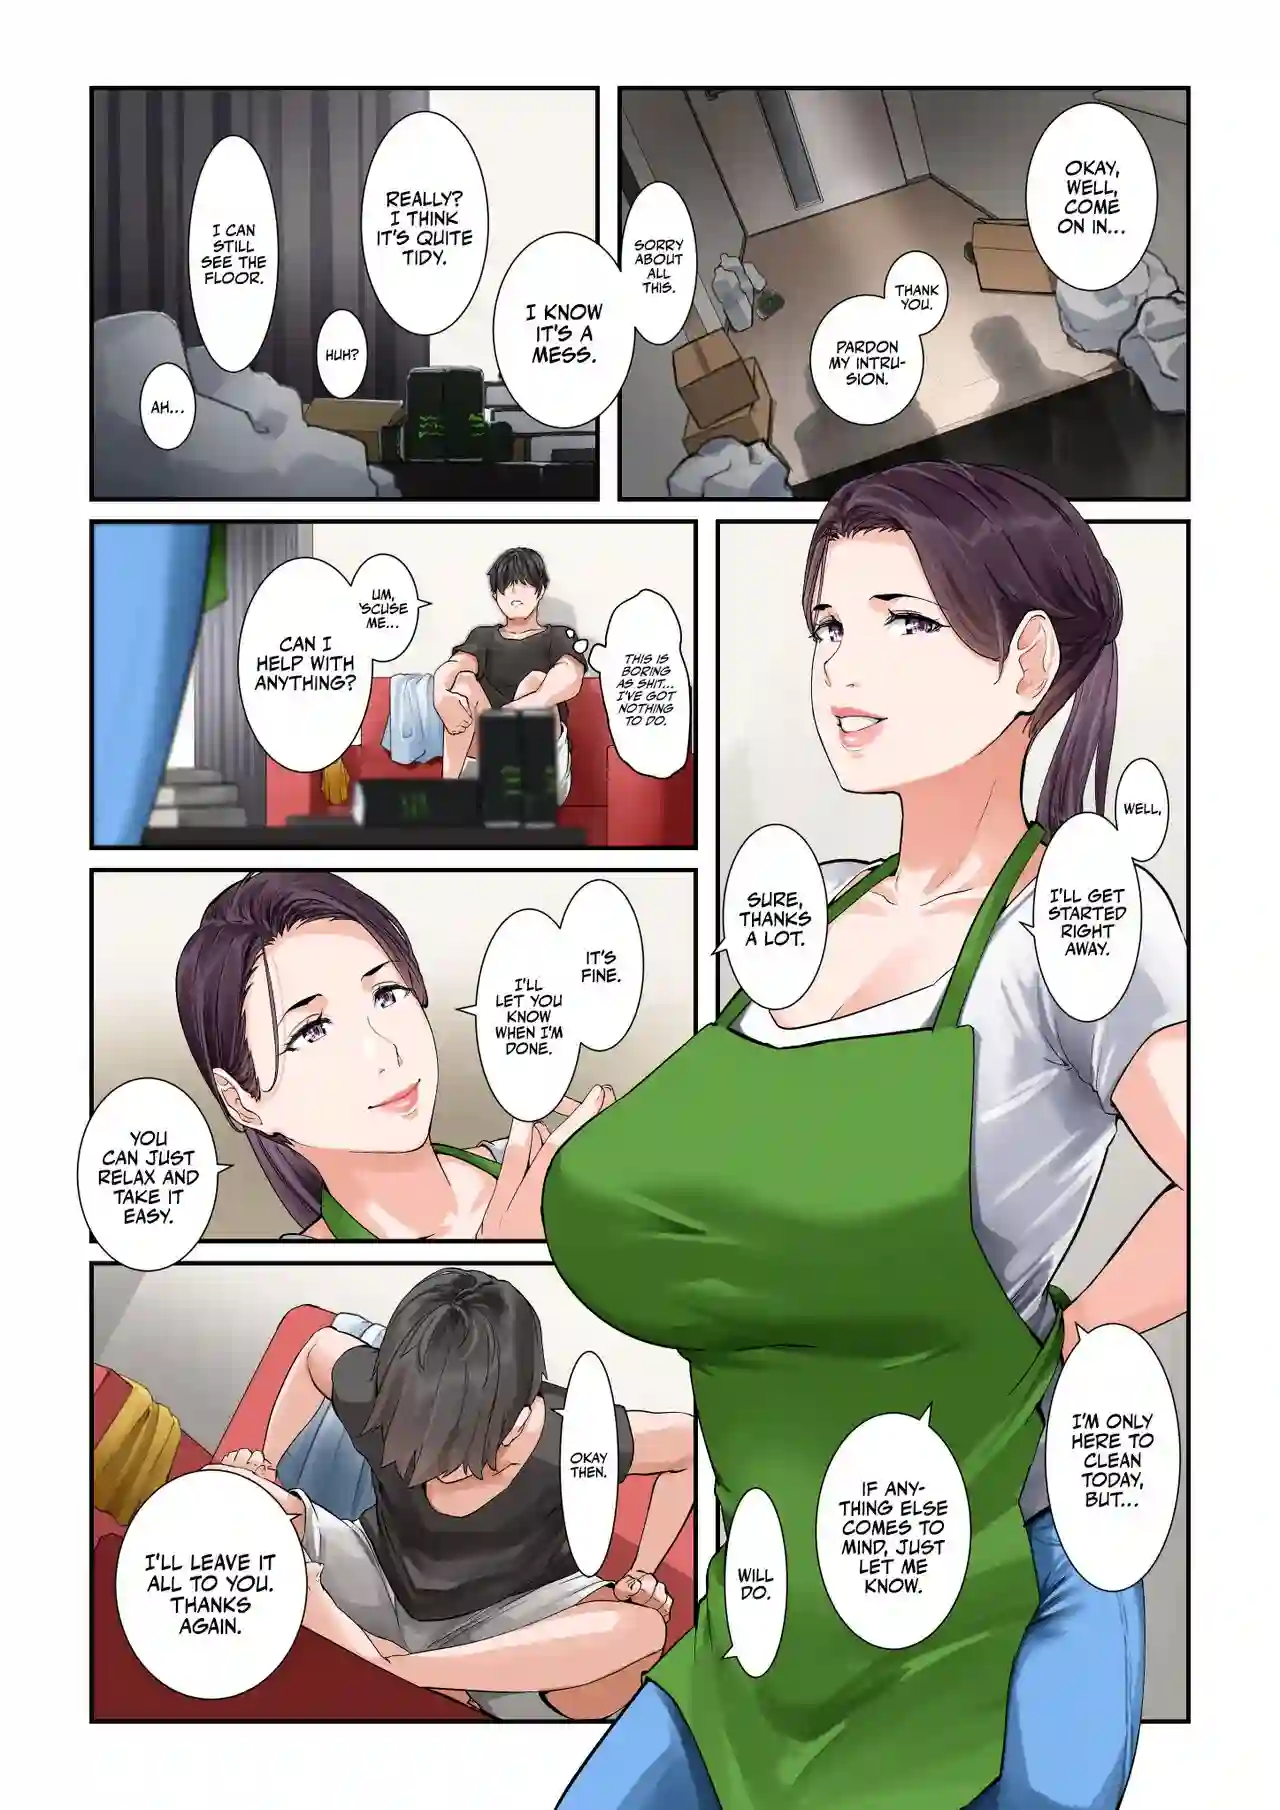 OKAY,
WELL,
COME
ON IN...
THANK
YOU.
PARDON
MY INTRU-
SION.
SORRY
ABOUT
ALL
THIS.
I KNOW
IT'S A
MESS.
REALLY?
I THINK
IT'S QUITE
TIDY.
HUH?
I CAN
STILL
SEE THE
FLOOR.
AH...
WELL,
I'LL GET
STARTED
RIGHT
AWAY.
SURE,
THANKS
A LOT.
I'M ONLY
HERE TO
CLEAN
TODAY,
BUT...
IF ANY-
THING ELSE
COMES TO
MIND, JUST
LET ME
KNOW.
WILL
DO.
THIS IS
BORING
AS SHIT...
I'VE GOT
NOTHING
TO DO.
UM,
'SCUSE
ME...
CAN I
HELP WITH
ANYTHING?
IT'S
FINE.
I'LL
LET YOU
KNOW
WHEN I'M
DONE.
YOU
CAN JUST
RELAX AND
TAKE IT
EASY.
OKAY
THEN.
I'LL LEAVE IT
ALL TO YOU.
THANKS
AGAIN.